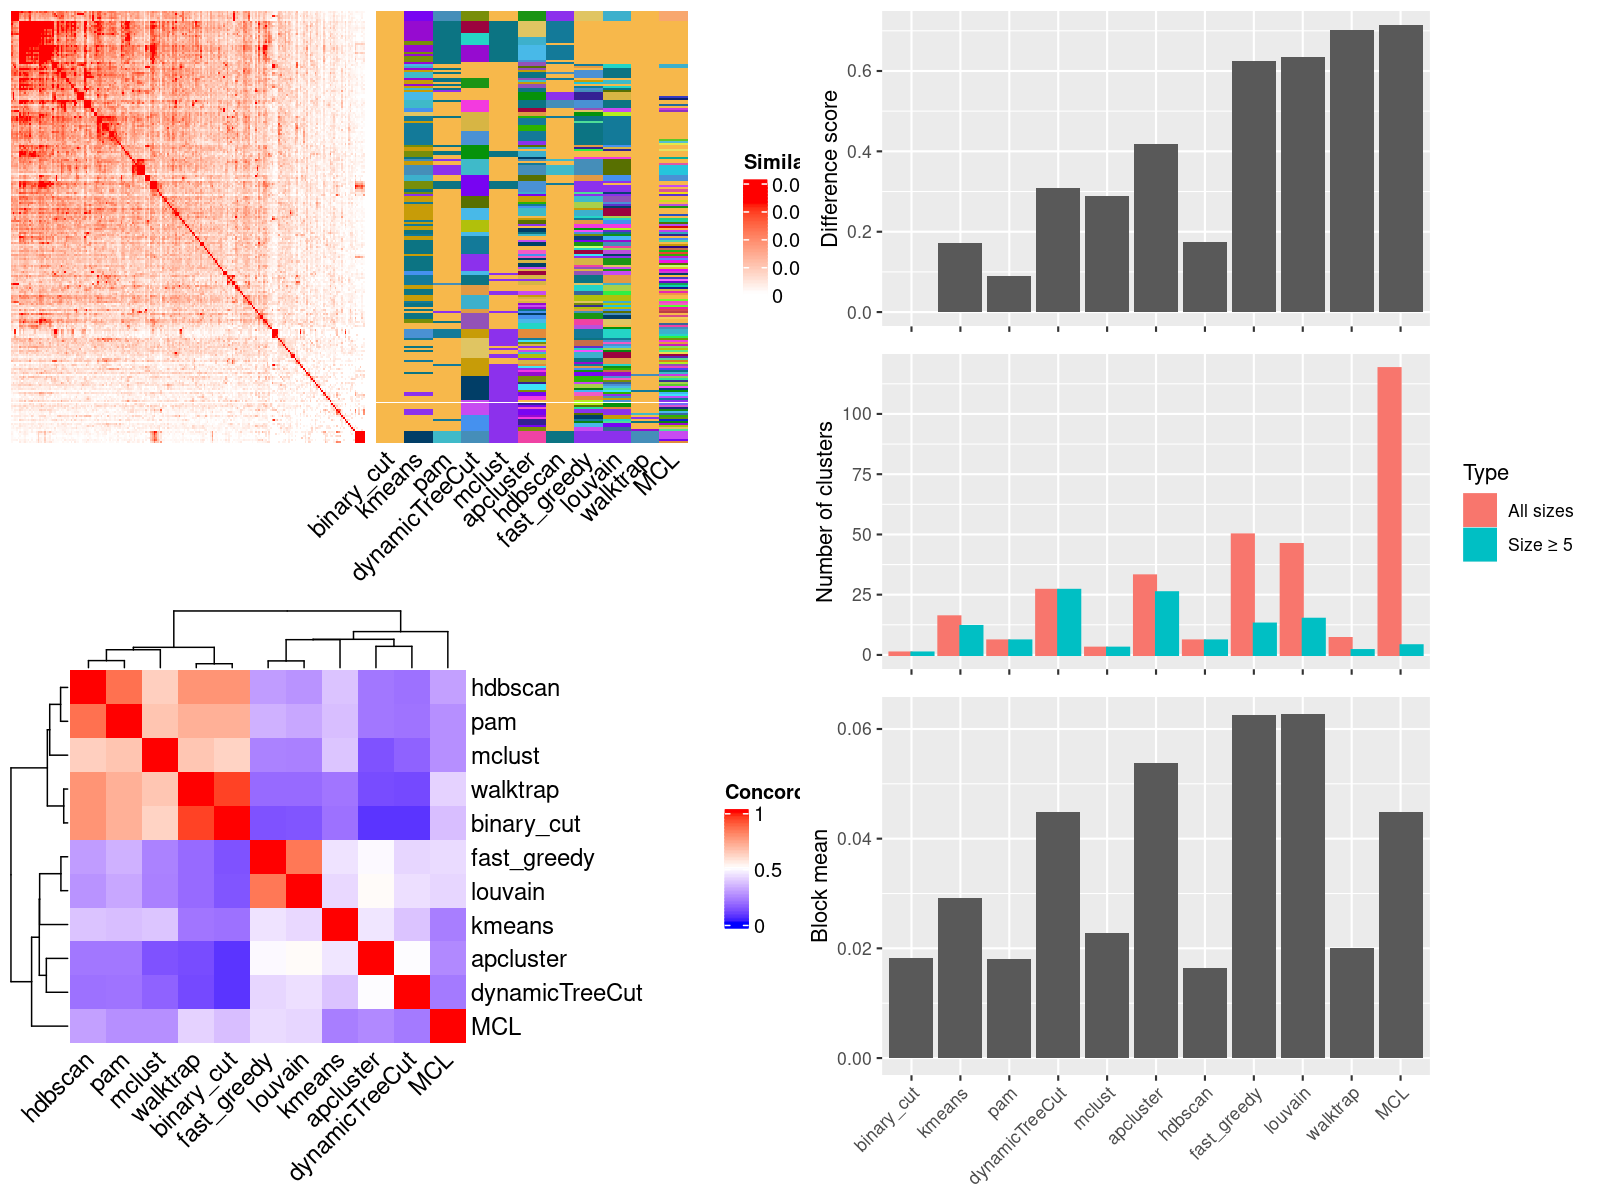 Simila
0.0
0.0
0.0
0.0
0
binary_cut
kmeans
pam
dynamicTreeCut
mclust
apcluster
hdbscan
fast_greedy
louvain
walktrap
MCL
hdbscan
pam
mclust
walktrap
binary_cut
fast_greedy
louvain
kmeans
apcluster
dynamicTreeCut
MCL
hdbscan
pam
mclust
walktrap
binary_cut
fast_greedy
louvain
kmeans
apcluster
dynamicTreeCut
MCL
Concord
1
0.5
0
Difference score
0.6
0.4
0.2
0.0
Number of clusters
100
75
50
25
0
Type
All sizes
Size ≥ 5
Block mean
0.06
0.04
0.02
0.00
binary_cut
kmeans
pam
dynamicTreeCut
mclust
apcluster
hdbscan
fast_greedy
louvain
walktrap
MCL